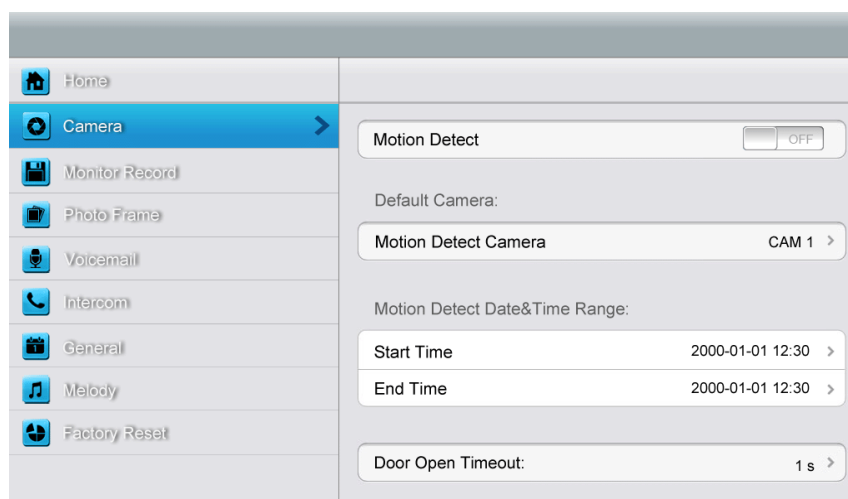 Home
Camera
Monitor Record
Photo Frame
Voicemail
Intercom
General
Melody
Factory Reset
Motion Detect OFF
Default Camera:
Motion Detect Camera CAM 1
Motion Detect Date&Time Range:
Start Time 2000-01-01 12:30
End Time 2000-01-01 12:30
Door Open Timeout: 1 s